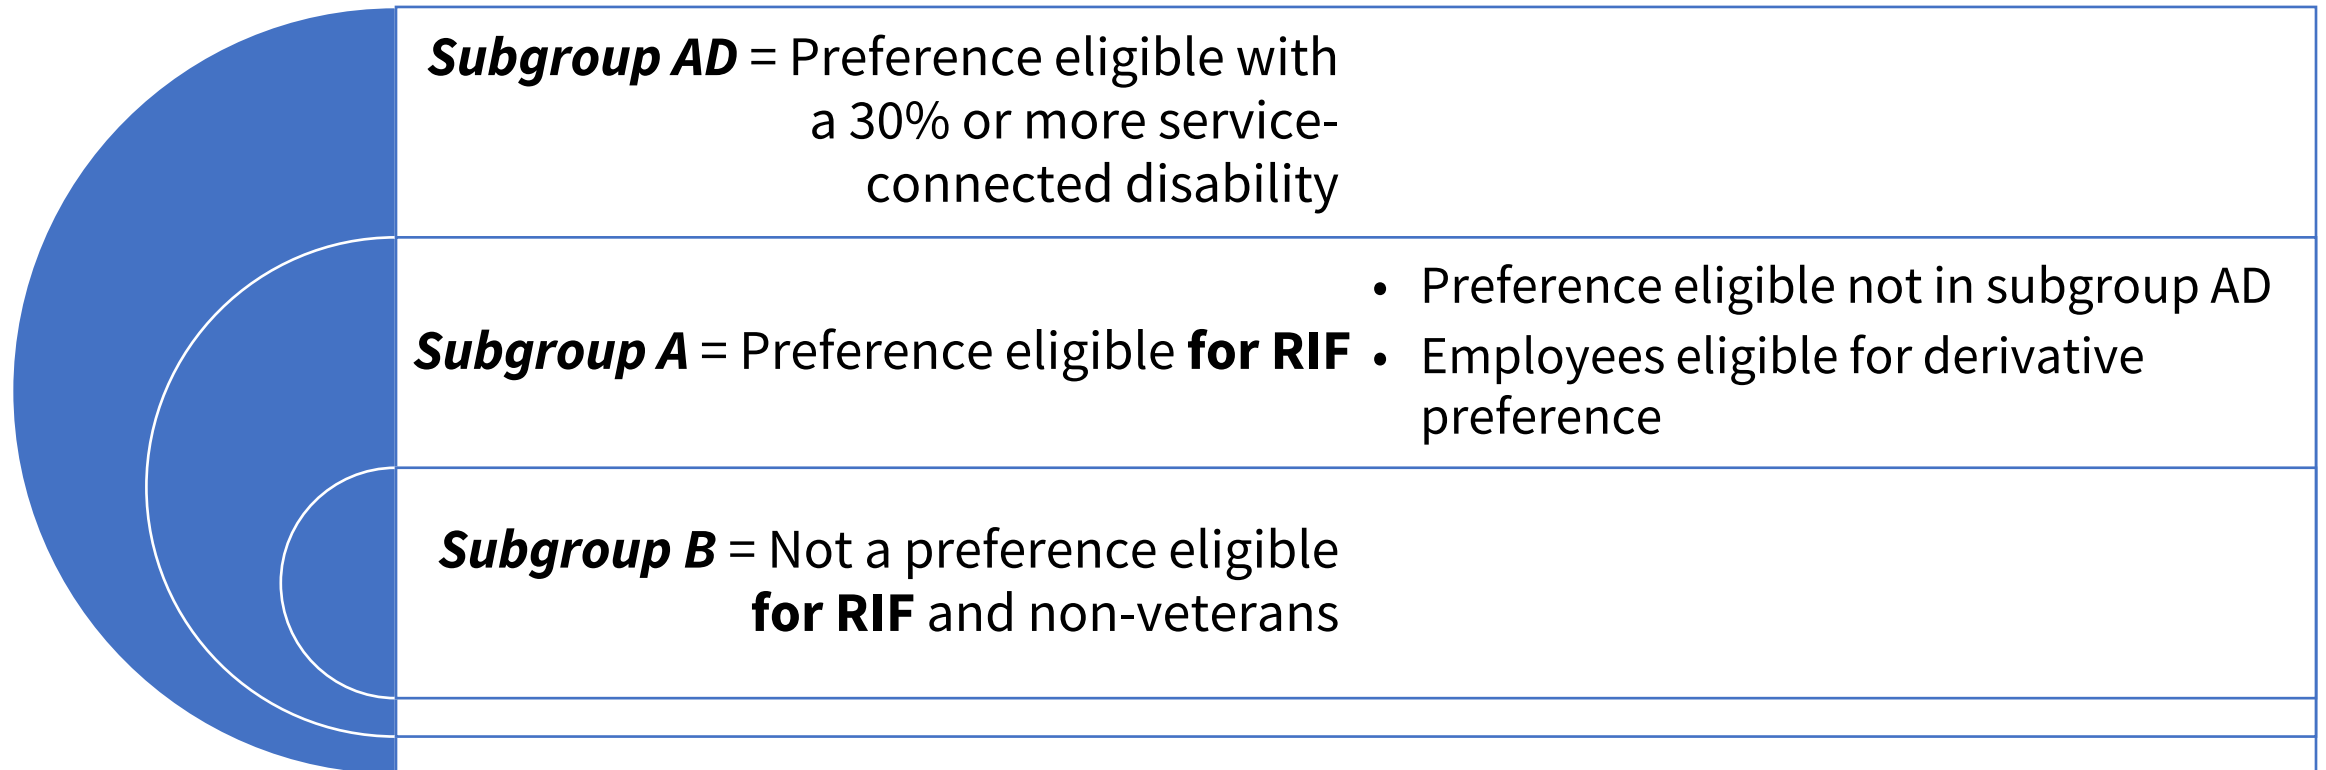 Subgroup AD = Preference eligible with
a 30% or more service-
connected disability
Subgroup A = Preference eligible for RIF
• Preference eligible not in subgroup AD
• Employees eligible for derivative
preference
Subgroup B = Not a preference eligible
for RIF and non-veterans